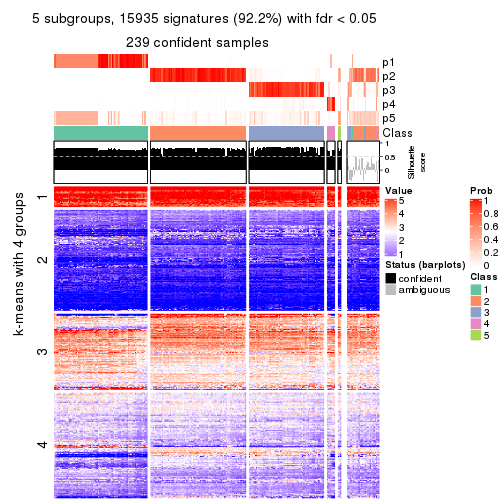 5 subgroups, 15935 signatures (92.2%) with fdr < 0.05
239 confident samples
p1
p2
p3
p4
p5
Class
1
0.5
0
Silhouette
score
k-means with 4 groups
1
2
3
4
Value
5
4
3
2
1
Status (barplots)
confident
ambiguous
Prob
1
0.8
0.6
0.4
0.2
0
Class
1
2
3
4
5